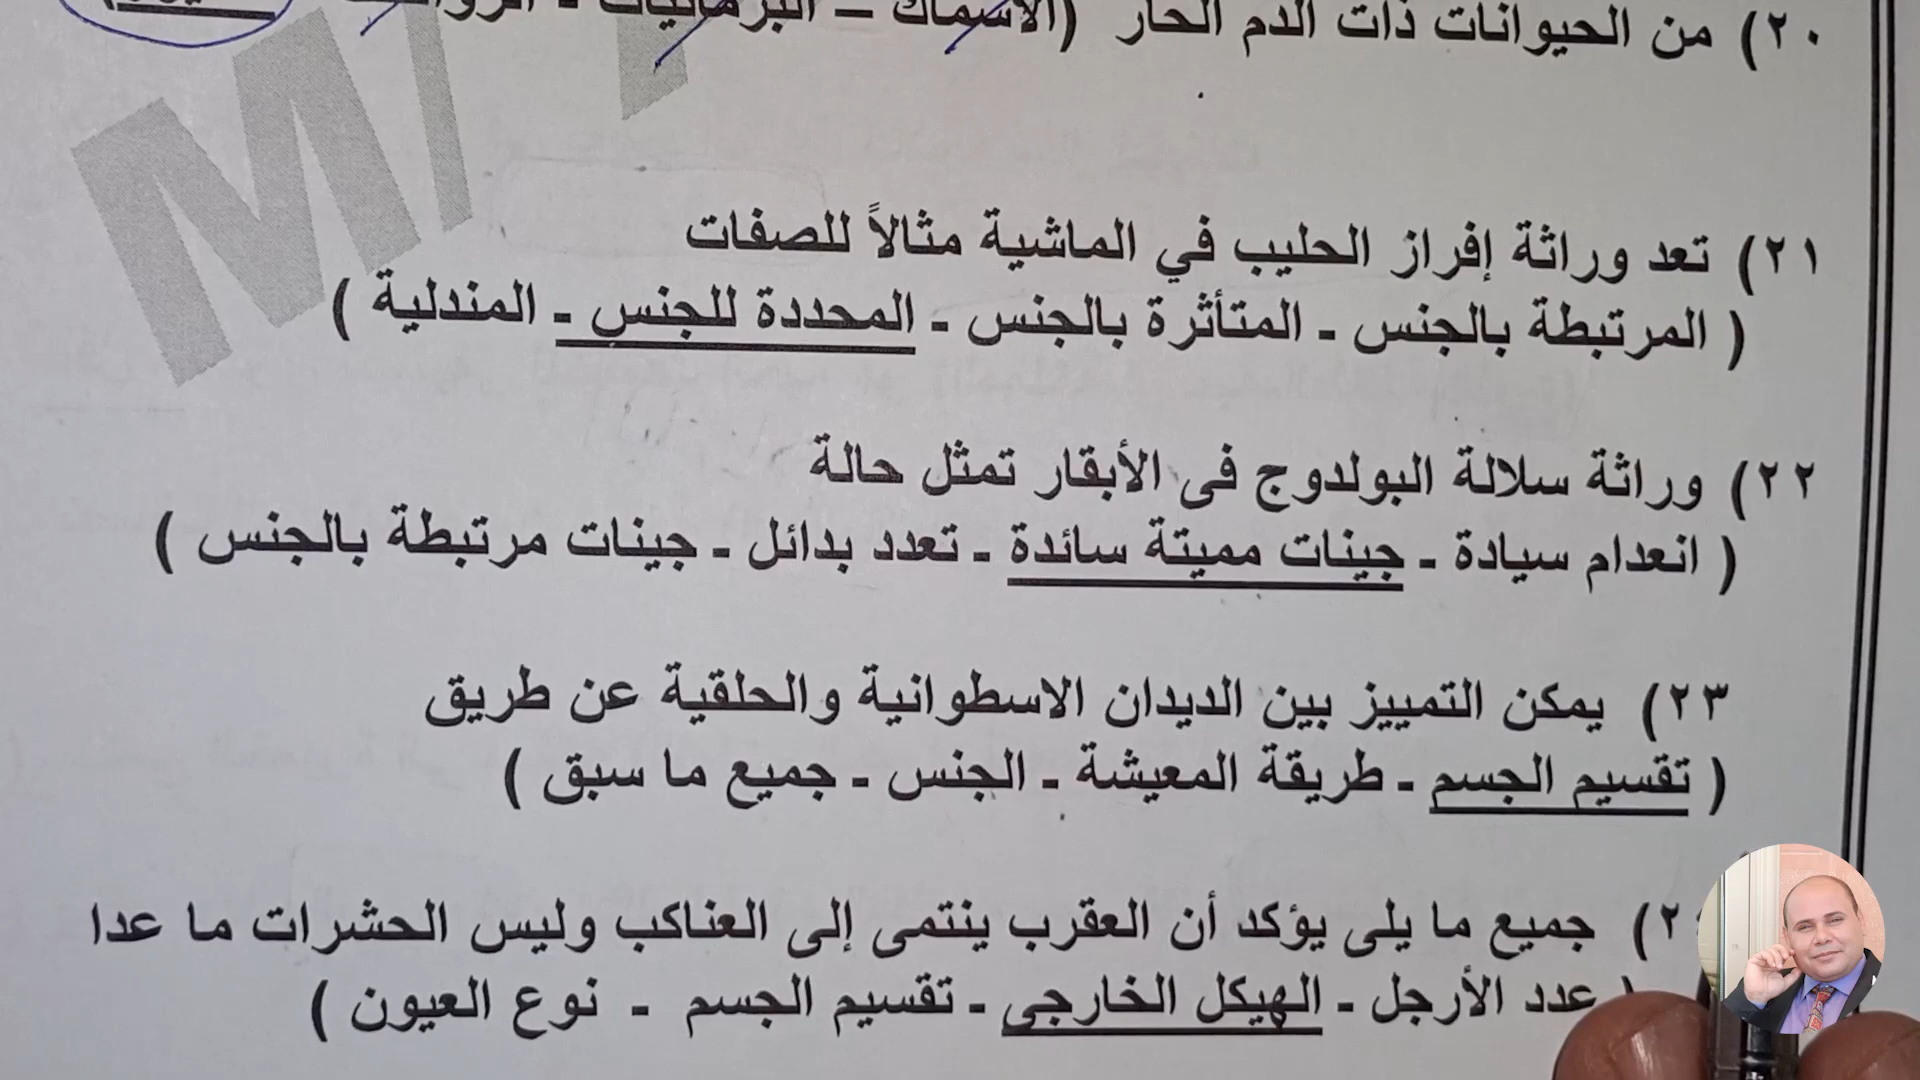 ٢٠) من الحيوانات ذات الدم الحار (الأسماك – البرمائيات -
٢١) تعد وراثة إفراز الحليب في الماشية مثالاً للصفات
( المرتبطة بالجنس ـ المتأثرة بالجنس ـ المحددة للجنس ـ المندلية )
٢٢) وراثة سلالة البولدوج فى الأبقار تمثل حالة
( انعدام سيادة ـ جينات مميتة سائدة ـ تعدد بدائل ـ جينات مرتبطة بالجنس )
٢٣) يمكن التمييز بين الديدان الاسطوانية والحلقية عن طريق
( تقسيم الجسم ـ طريقة المعيشة ـ الجنس ـ جميع ما سبق )
) جميع ما يلى يؤكد أن العقرب ينتمى إلى العناكب وليس الحشرات ما عدا
( عدد الأرجل ـ الهيكل الخارجى ـ تقسيم الجسم ـ نوع العيون )